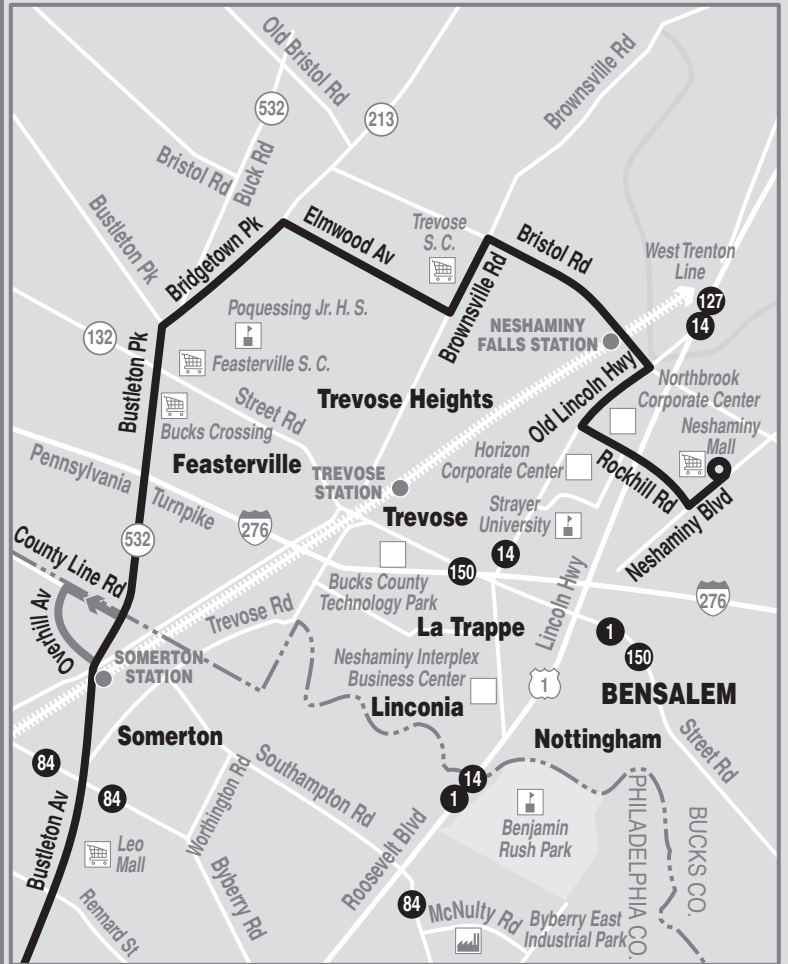 Old Bristol Rd
Brownsville Rd
532
213
Bristol Rd
Buck Rd
Bustleton Pk
Bridgetown Pk
Elmwood Av
Trevose
S. C.
Bristol Rd
West Trenton
Line
127
14
Brownsville Rd
Poquessing Jr. H. S.
NESHAMINY
FALLS STATION
132
Bustleton Pk
Feasterville S. C.
Old Lincoln Hwy
Northbrook
Corporate Center
Trevose Heights
Street Rd
Bucks Crossing
Neshaminy
Mall
Horizon
Corporate Center
Rockhill Rd
Feasterville
Pennsylvania
Turnpike
TREVOSE
STATION
Neshaminy Blvd
Strayer
University
Trevose
276
532
14
150
County Line Rd
Bucks County
Technology Park
Lincoln Hwy
276
Overhill Av
Trevose Rd
La Trappe
1
150
SOMERTON
STATION
Neshaminy Interplex
Business Center
1
BENSALEM
Linconia
Somerton
Nottingham
Street Rd
84
84
Southampton Rd
14
1
Worthington Rd
Bustleton Av
Roosevelt Blvd
Benjamin
Rush Park
PHILADELPHIA CO.
BUCKS CO.
Leo
Mall
Byberry Rd
Rennard St
84
McNulty Rd
Byberry East
Industrial Park